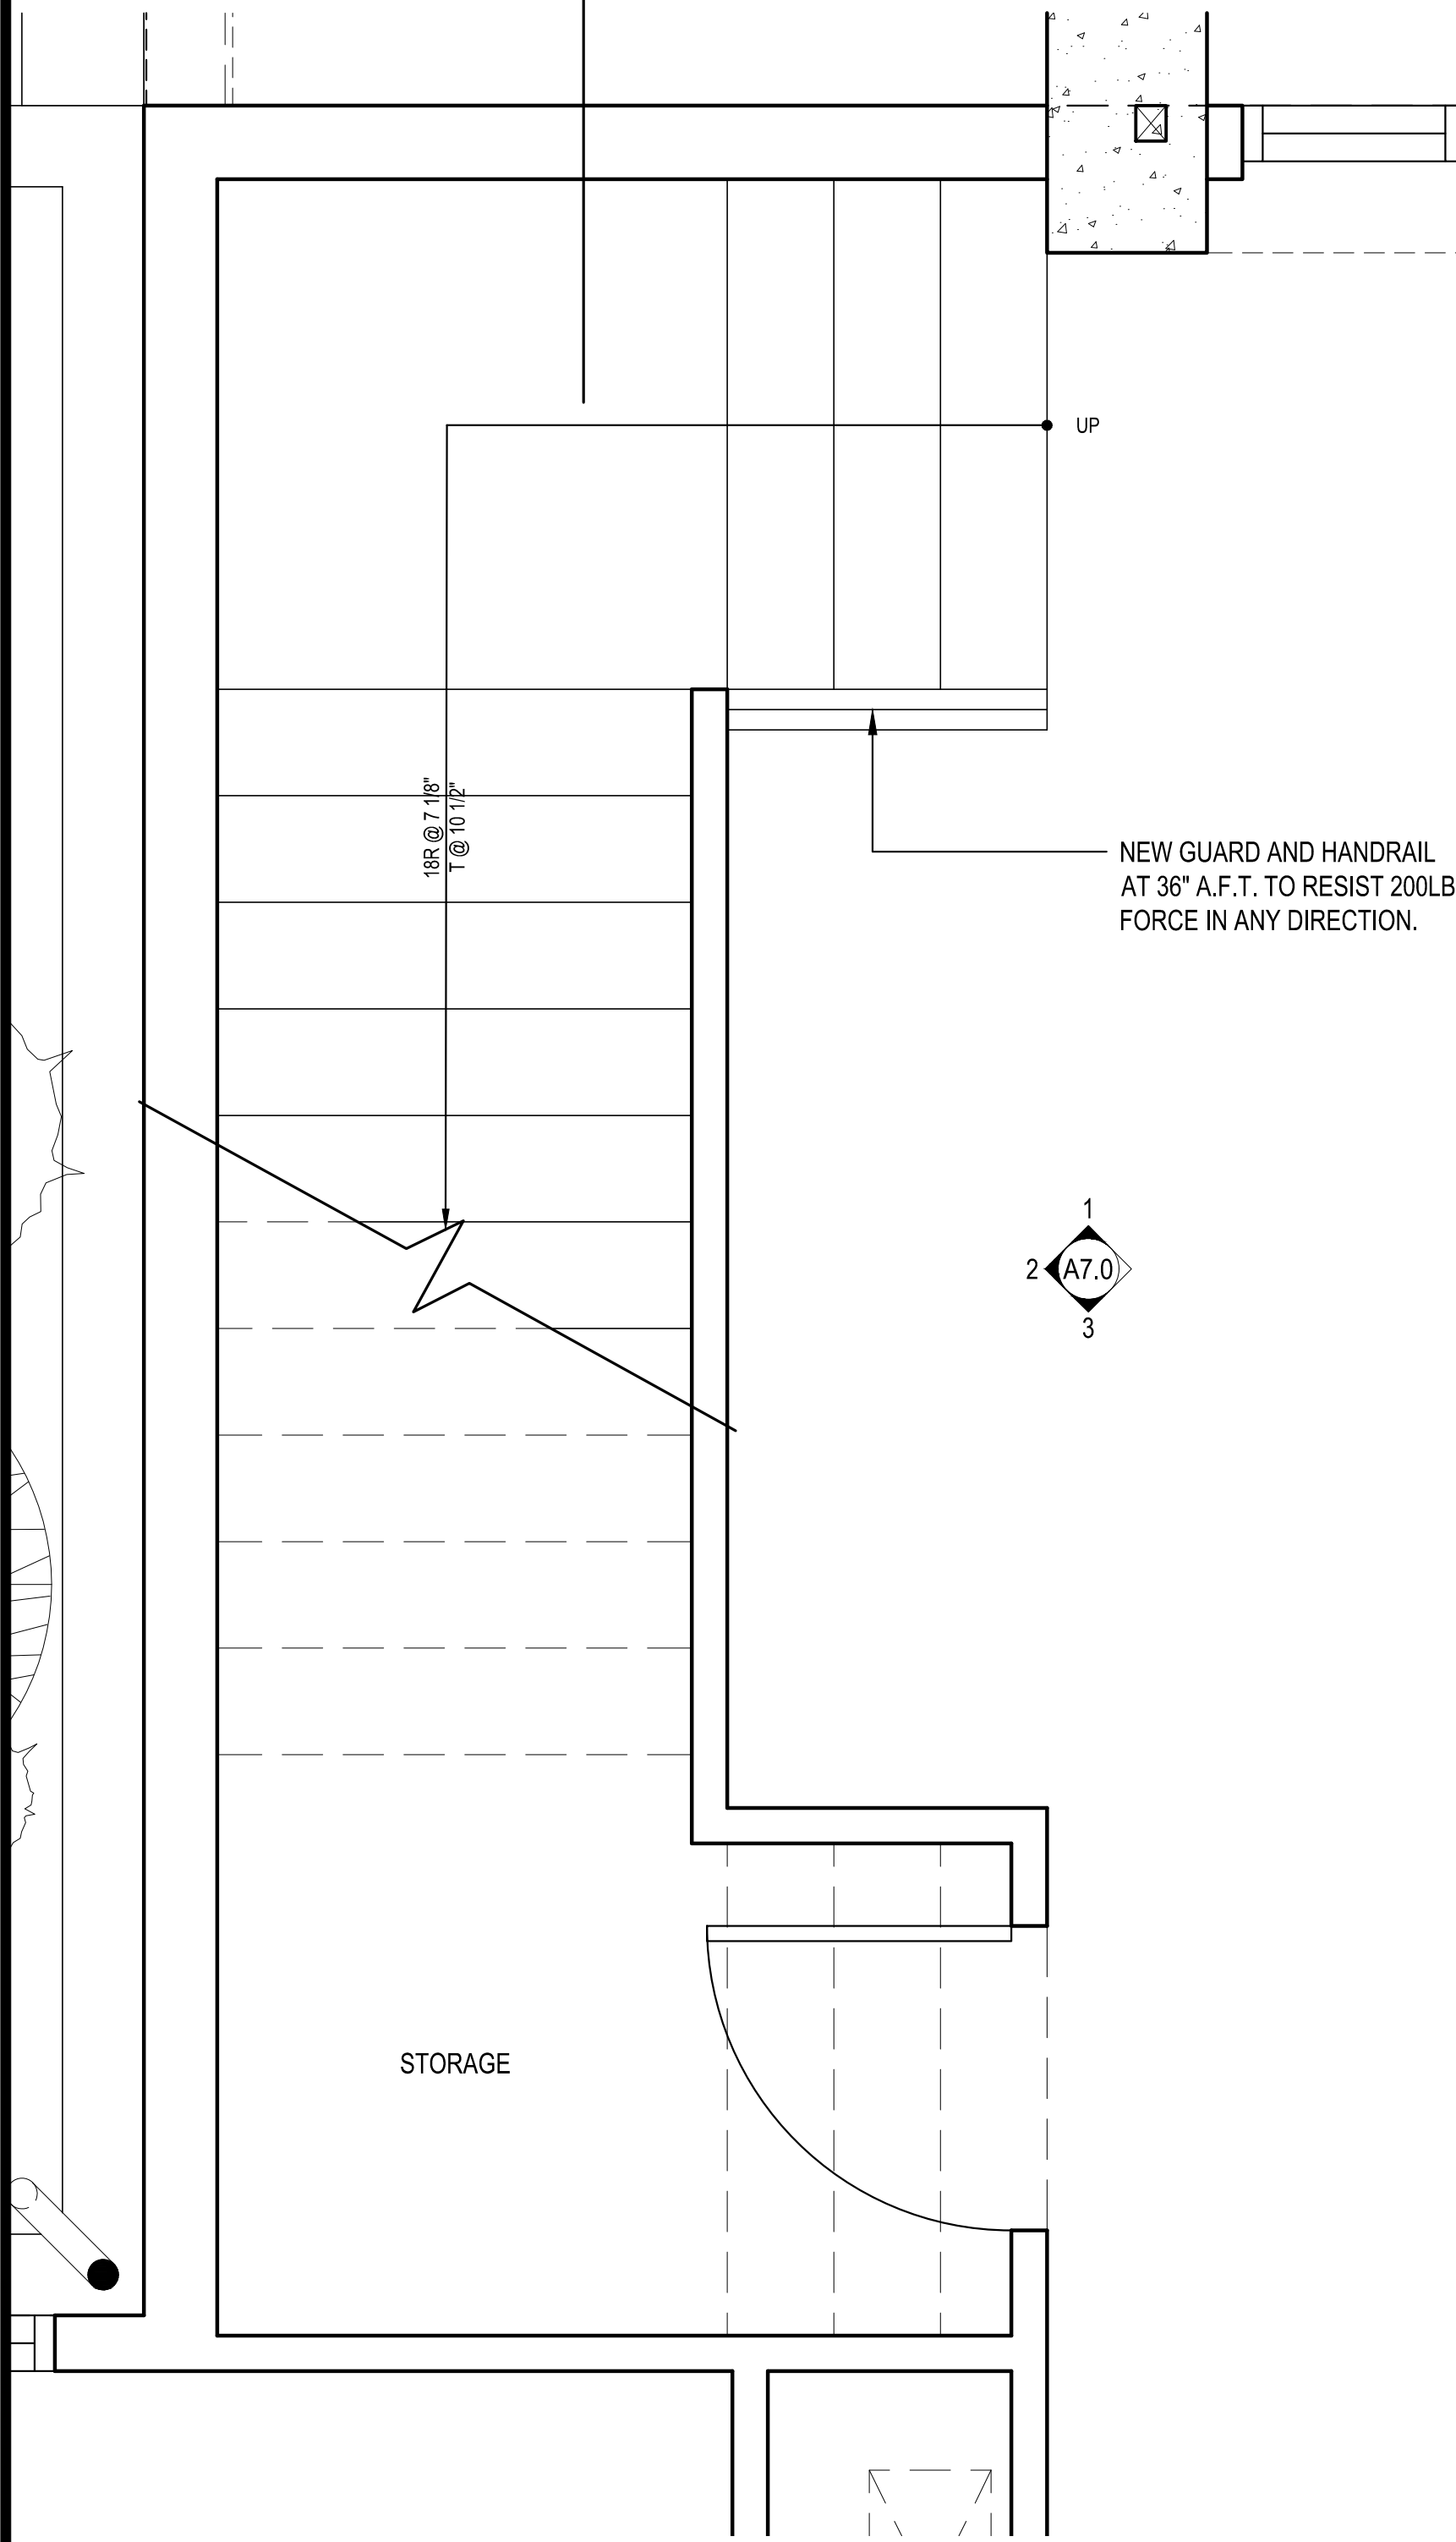 UP
18R @ 7 1/8"
T @ 10 1/2"
NEW GUARD AND HANDRAIL
AT 36" A.F.T. TO RESIST 200LB
FORCE IN ANY DIRECTION.
1
2 A7.0
3
STORAGE